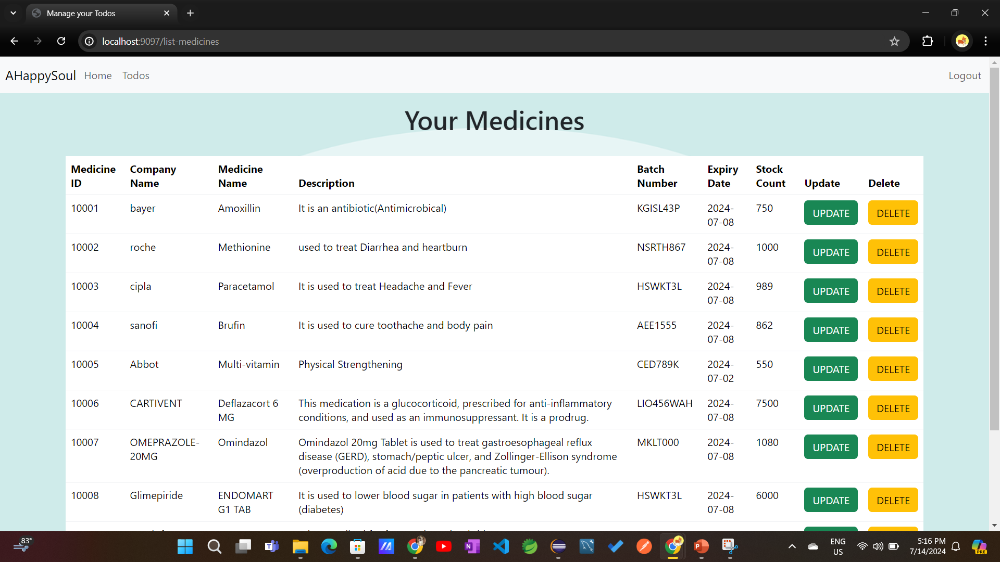 Manage your Todos
localhost:9097/list-medicines
AHappySoul Home Todos Logout
Your Medicines
Medicine ID Company Name Medicine Name Description Batch Number Expiry Date Stock Count Update Delete
10001 bayer Amoxillin It is an antibiotic(Antimicrobical) KGISL43P 2024-07-08 750 UPDATE DELETE
10002 roche Methionine used to treat Diarrhea and heartburn NSRTH867 2024-07-08 1000 UPDATE DELETE
10003 cipla Paracetamol It is used to treat Headache and Fever HSWKT3L 2024-07-08 989 UPDATE DELETE
10004 sanofi Brufin It is used to cure toothache and body pain AEE1555 2024-07-08 862 UPDATE DELETE
10005 Abbot Multi-vitamin Physical Strengthening CED789K 2024-07-02 550 UPDATE DELETE
10006 CARTIVENT Deflazacort 6 MG This medication is a glucocorticoid, prescribed for anti-inflammatory conditions, and used as an immunosuppressant. It is a prodrug. LIO456WAH 2024-07-08 7500 UPDATE DELETE
10007 OMEPRAZOLE-20MG Omindazol Omindazol 20mg Tablet is used to treat gastroesophageal reflux disease (GERD), stomach/peptic ulcer, and Zollinger-Ellison syndrome (overproduction of acid due to the pancreatic tumour). MKLT000 2024-07-08 1080 UPDATE DELETE
10008 Glimepiride ENDOMART G1 TAB It is used to lower blood sugar in patients with high blood sugar (diabetes) HSWKT3L 2024-07-08 6000 UPDATE DELETE
83°
ENG
US
5:16 PM
7/14/2024
PRE